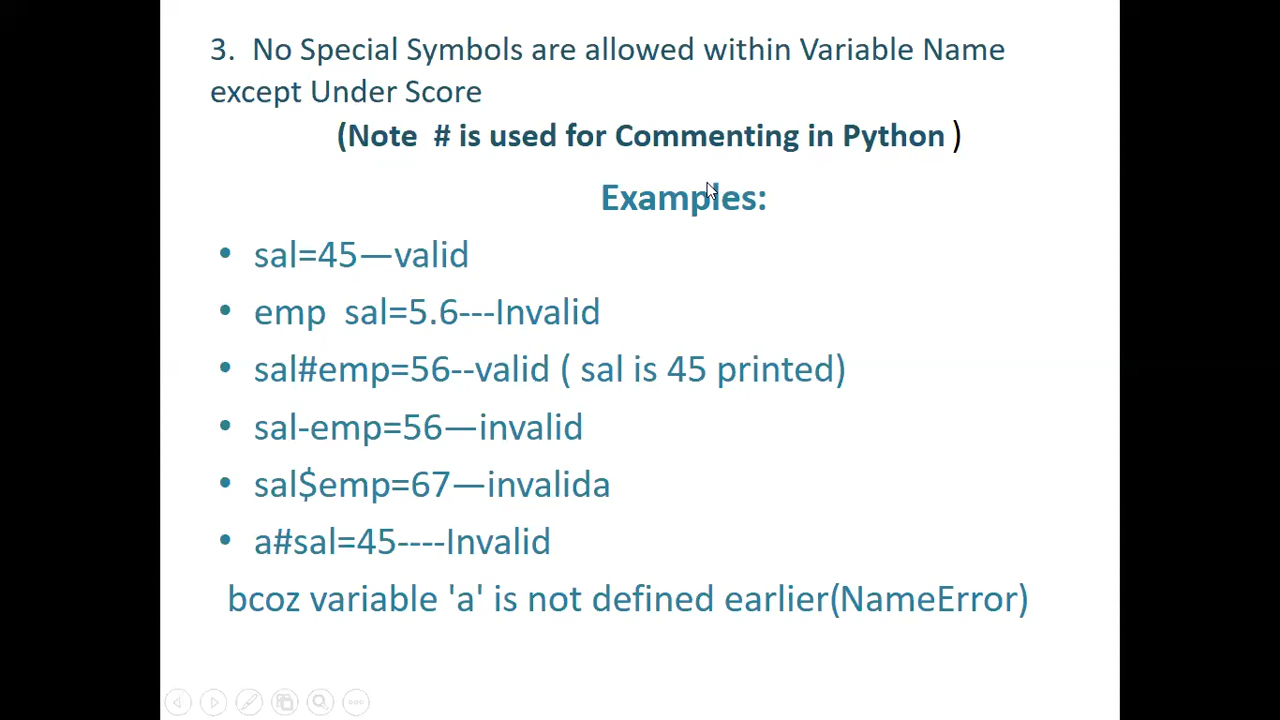 3. No Special Symbols are allowed within Variable Name
except Under Score
(Note # is used for Commenting in Python )
Examples:
• sal=45—valid
• emp sal=5.6---Invalid
• sal#emp=56--valid ( sal is 45 printed)
• sal-emp=56—invalid
• sal$emp=67—invalida
• a#sal=45----Invalid
bcoz variable 'a' is not defined earlier(NameError)